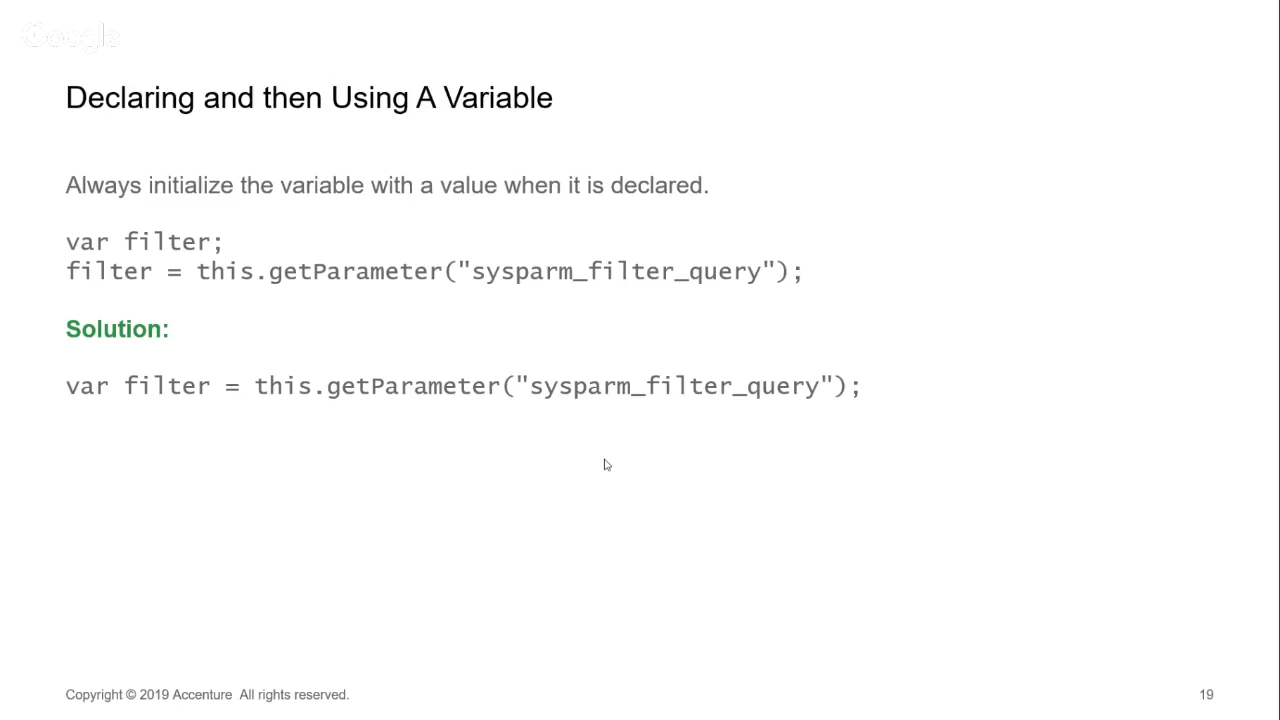 Google
Declaring and then Using A Variable
Always initialize the variable with a value when it is declared.
var filter;
filter = this.getParameter("sysparm_filter_query");
Solution:
var filter = this.getParameter("sysparm_filter_query");
Copyright © 2019 Accenture  All rights reserved.
19